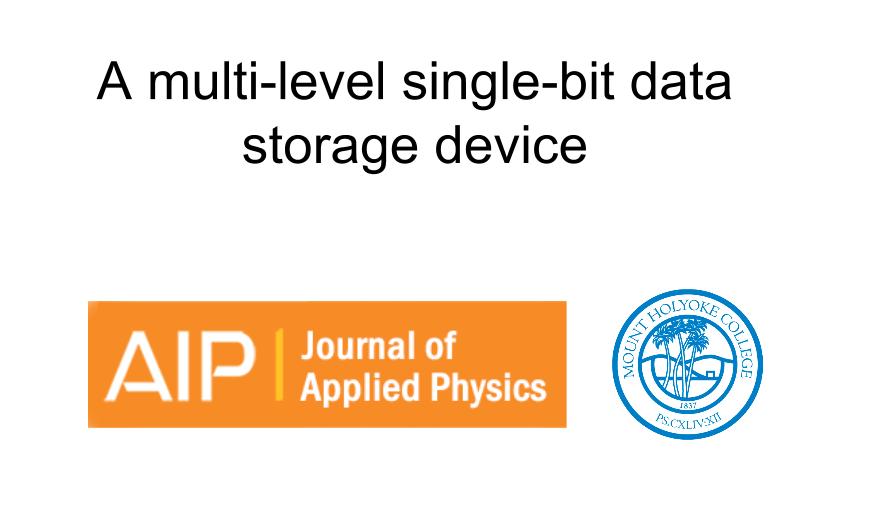 A multi-level single-bit data
storage device
AIP
Journal of
Applied Physics
MOUNT HOLYOKE COLLEGE
1837
PS.CXLIV:XII